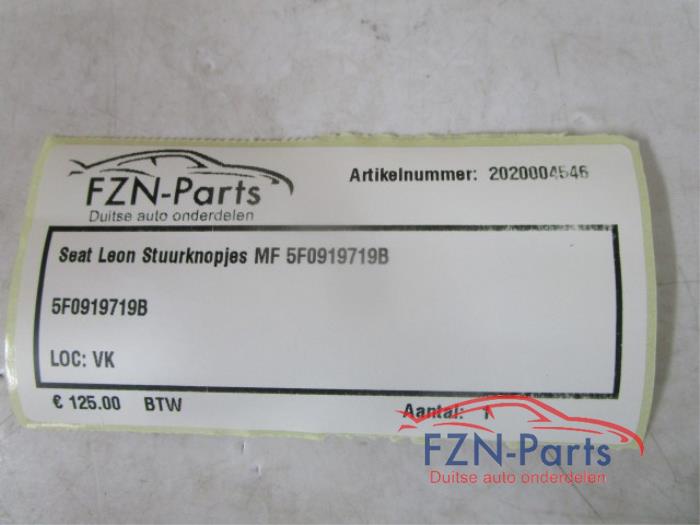 FZN-Parts
Duitse auto onderdelen
Artikelnummer: 2020004546
Seat Leon Stuurknopjes MF 5F0919719B
5F0919719B
LOC: VK
€ 125.00 BTW
Aantal: 1
FZN-Parts
Duitse auto onderdelen